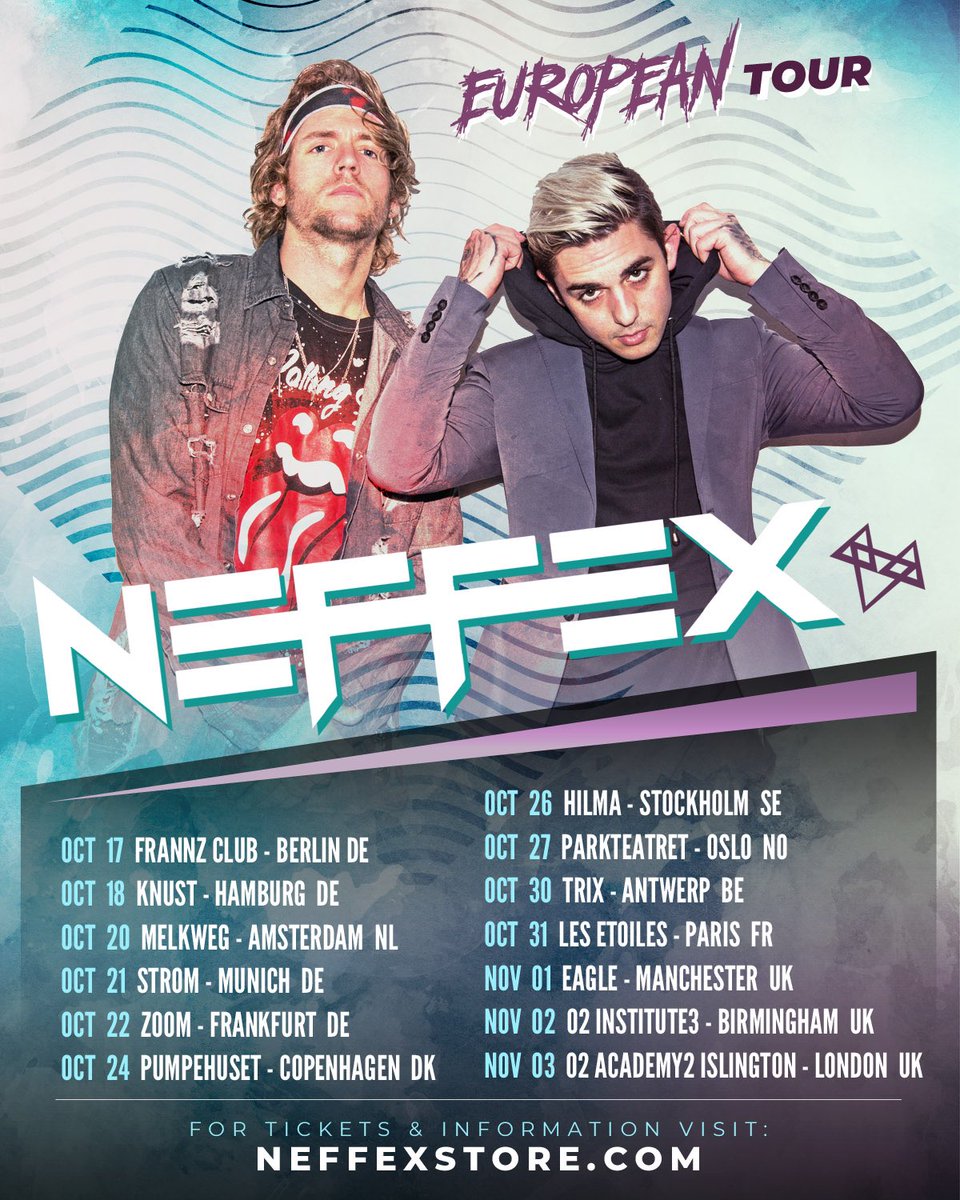 EUROPEAN TOUR
Rolling
NEFFEX
OCT 17 FRANNZ CLUB - BERLIN DE
OCT 18 KNUST - HAMBURG DE
OCT 20 MELKWEG - AMSTERDAM NL
OCT 21 STROM - MUNICH DE
OCT 22 ZOOM - FRANKFURT DE
OCT 24 PUMPEHUSET - COPENHAGEN DK
OCT 26 HILMA - STOCKHOLM SE
OCT 27 PARKTEATRET - OSLO NO
OCT 30 TRIX - ANTWERP BE
OCT 31 LES ETOILES - PARIS FR
NOV 01 EAGLE - MANCHESTER UK
NOV 02 O2 INSTITUTE3 - BIRMINGHAM UK
NOV 03 O2 ACADEMY2 ISLINGTON - LONDON UK
FOR TICKETS & INFORMATION VISIT:
NEFFEXSTORE.COM